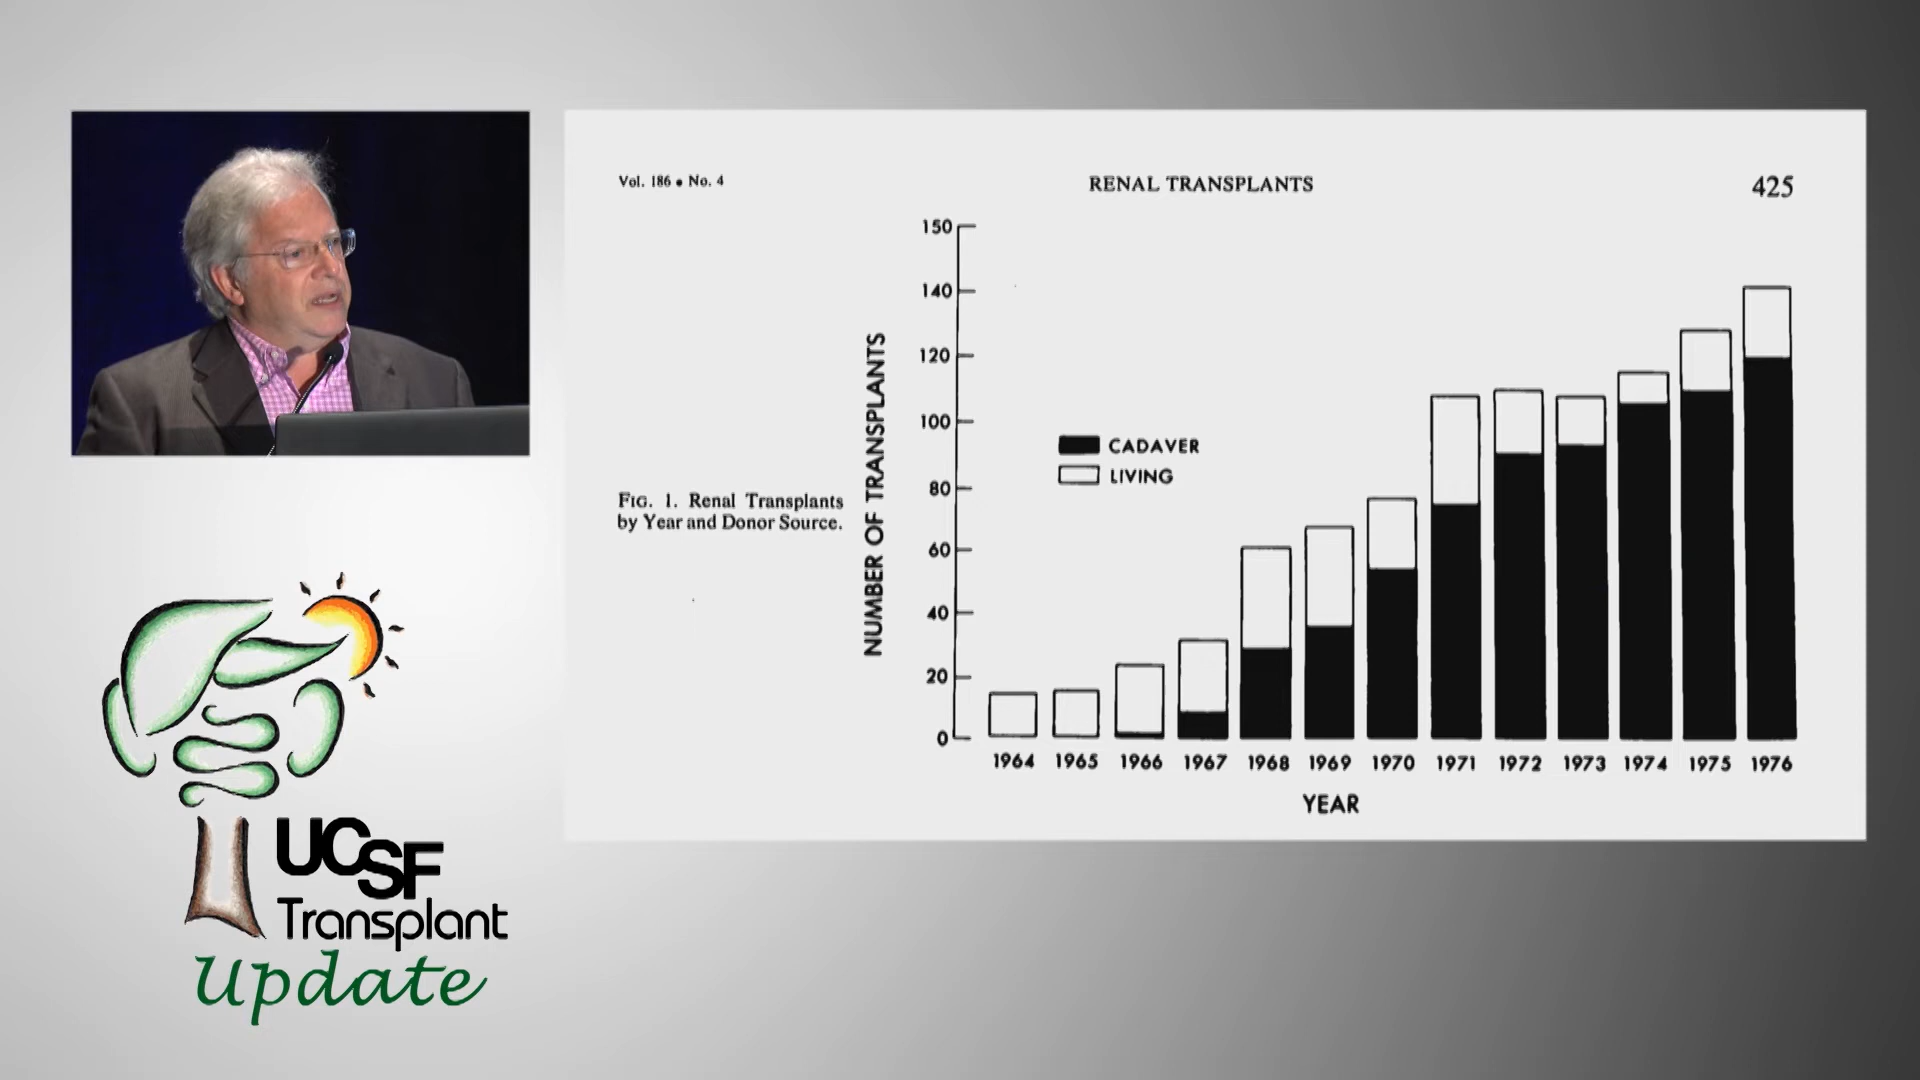 Vol. 186 • No. 4
RENAL TRANSPLANTS
425
150
140
120
100
80
60
40
20
0
NUMBER OF TRANSPLANTS
CADAVER
LIVING
FIG. 1. Renal Transplants
by Year and Donor Source.
1964 1965 1966 1967 1968 1969 1970 1971 1972 1973 1974 1975 1976
YEAR
UCSF
Transplant
Update